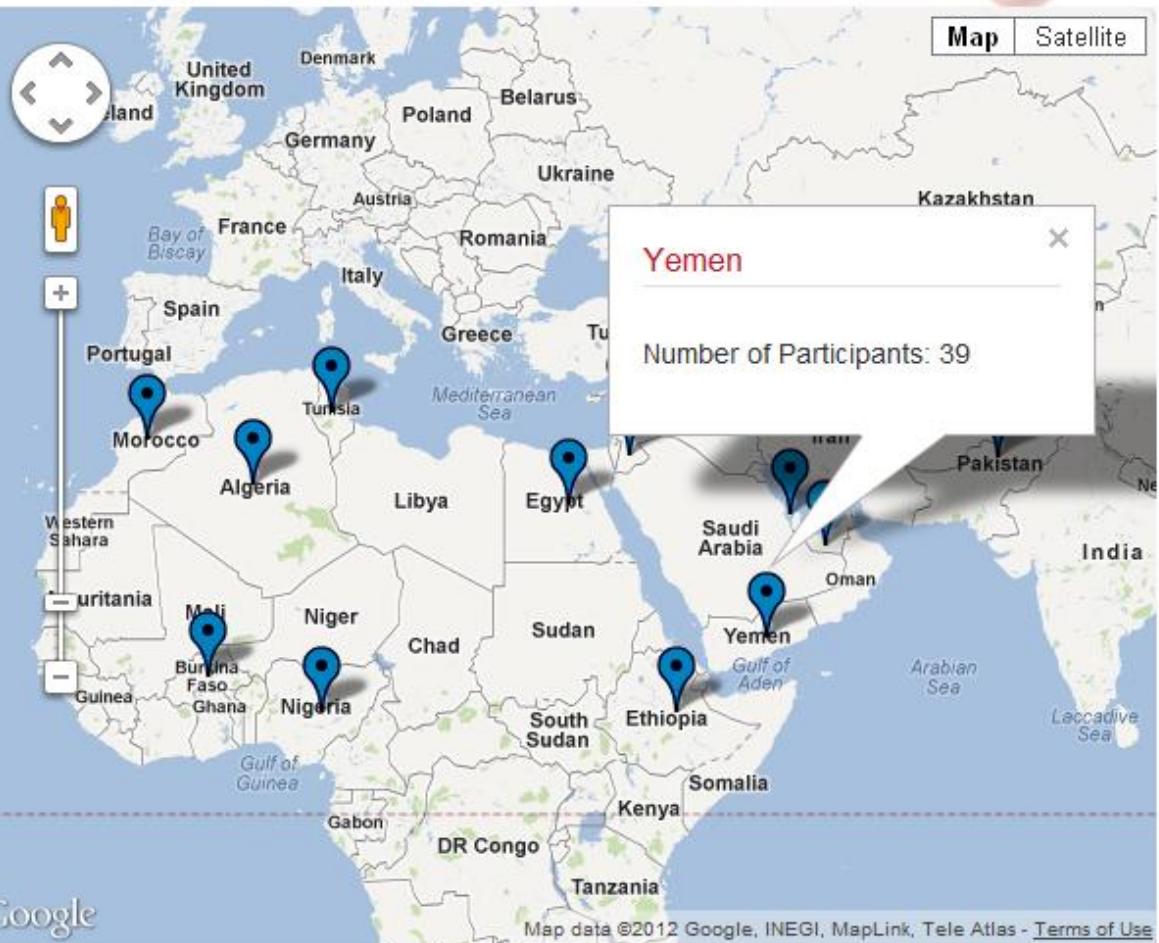 Map
Satellite
Denmark
United
Kingdom
Belarus
Poland
Germany
Ukraine
Austria
Kazakhstan
France
Bay of
Biscay
Romania
Yemen
Italy
Spain
Greece
Number of Participants: 39
Portugal
Mediterranean
Sea
Tunisia
Morocco
Pakistan
Algeria
Libya
Egypt
Western
Sahara
Saudi
Arabia
India
Oman
Mali
Niger
Chad
Sudan
Yemen
Gulf of
Aden
Arabian
Sea
Burkina
Faso
Guinea
Ghana
Nigeria
South
Sudan
Ethiopia
Laccadive
Sea
Gulf of
Guinea
Somalia
Kenya
Gabon
DR Congo
Tanzania
Google
Map data ©2012 Google, INEGI, MapLink, Tele Atlas - Terms of Use